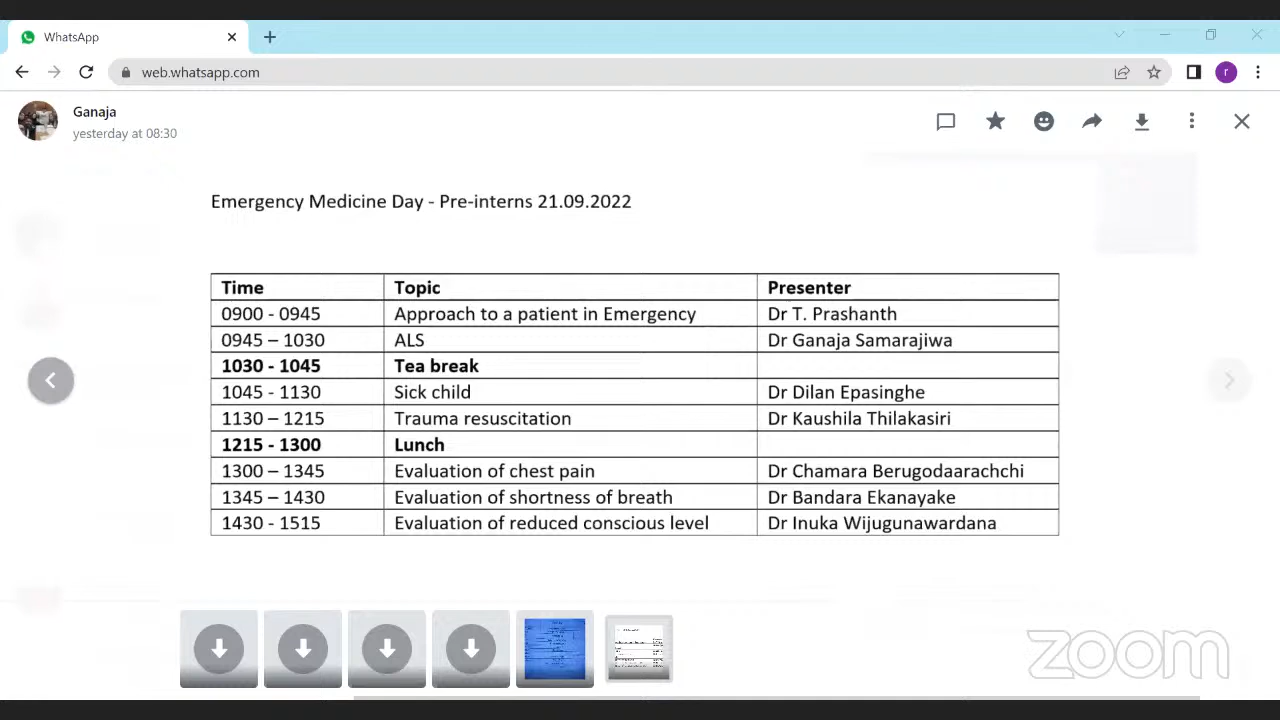 WhatsApp
web.whatsapp.com
r
Ganaja
yesterday at 08:30
Emergency Medicine Day - Pre-interns 21.09.2022
Time Topic Presenter
0900 - 0945 Approach to a patient in Emergency Dr T. Prashanth
0945 – 1030 ALS Dr Ganaja Samarajiwa
1030 - 1045 Tea break
1045 - 1130 Sick child Dr Dilan Epasinghe
1130 – 1215 Trauma resuscitation Dr Kaushila Thilakasiri
1215 - 1300 Lunch
1300 – 1345 Evaluation of chest pain Dr Chamara Berugodaarachchi
1345 – 1430 Evaluation of shortness of breath Dr Bandara Ekanayake
1430 - 1515 Evaluation of reduced conscious level Dr Inuka Wijugunawardana
zoom